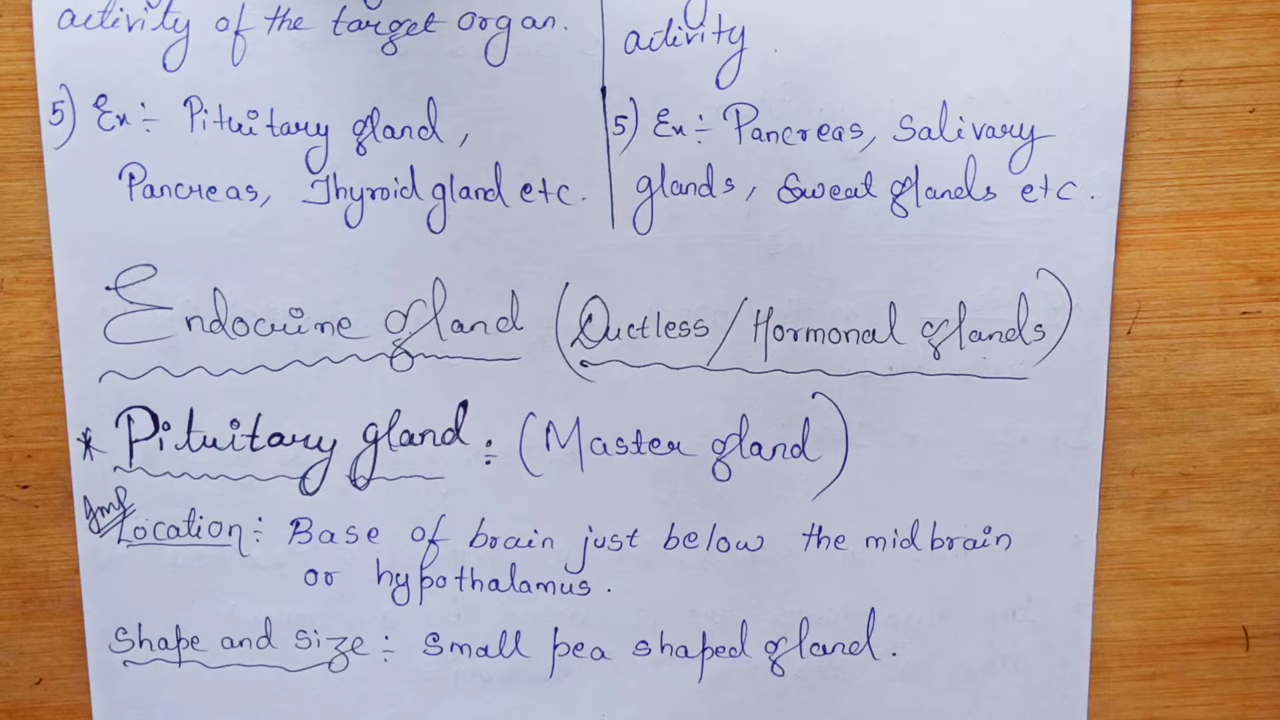 activity of the target organ.
activity.
5) Ex:- Pituitary gland,
Pancreas, Thyroid gland etc.
5) Ex:- Pancreas, Salivary
glands, Sweat glands etc.
Endocrine gland (Ductless/Hormonal glands)
* Pituitary gland :- (Master gland)
Imp
Location :- Base of brain just below the midbrain
or hypothalamus.
Shape and size :- Small pea shaped gland.